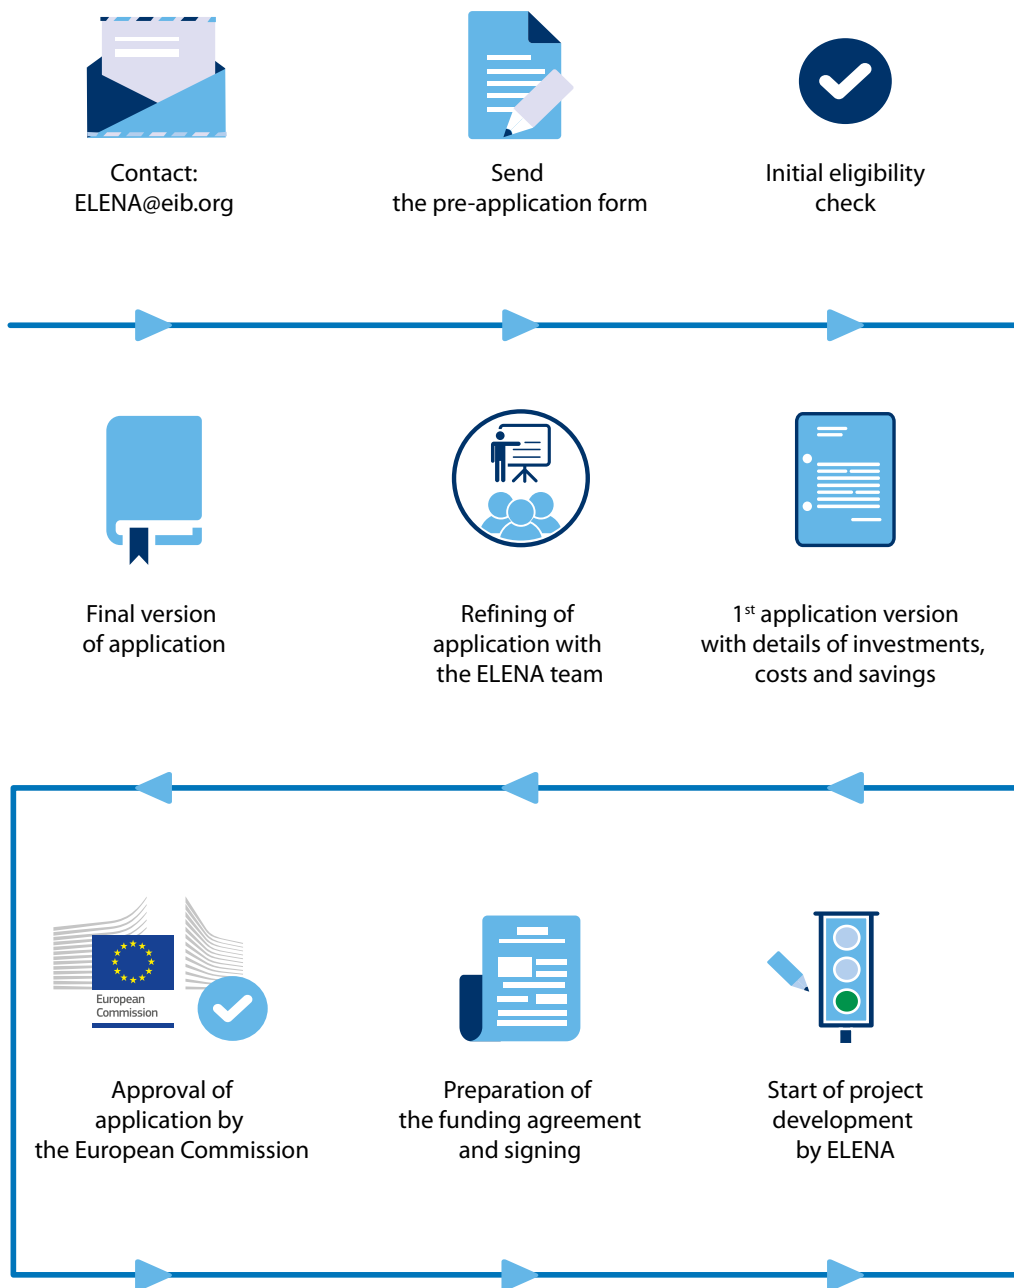 Contact:
ELENA@eib.org
Send
the pre-application form
Initial eligibility
check
Final version
of application
Refining of
application with
the ELENA team
1st application version
with details of investments,
costs and savings
European
Commission
Approval of
application by
the European Commission
Preparation of
the funding agreement
and signing
Start of project
development
by ELENA